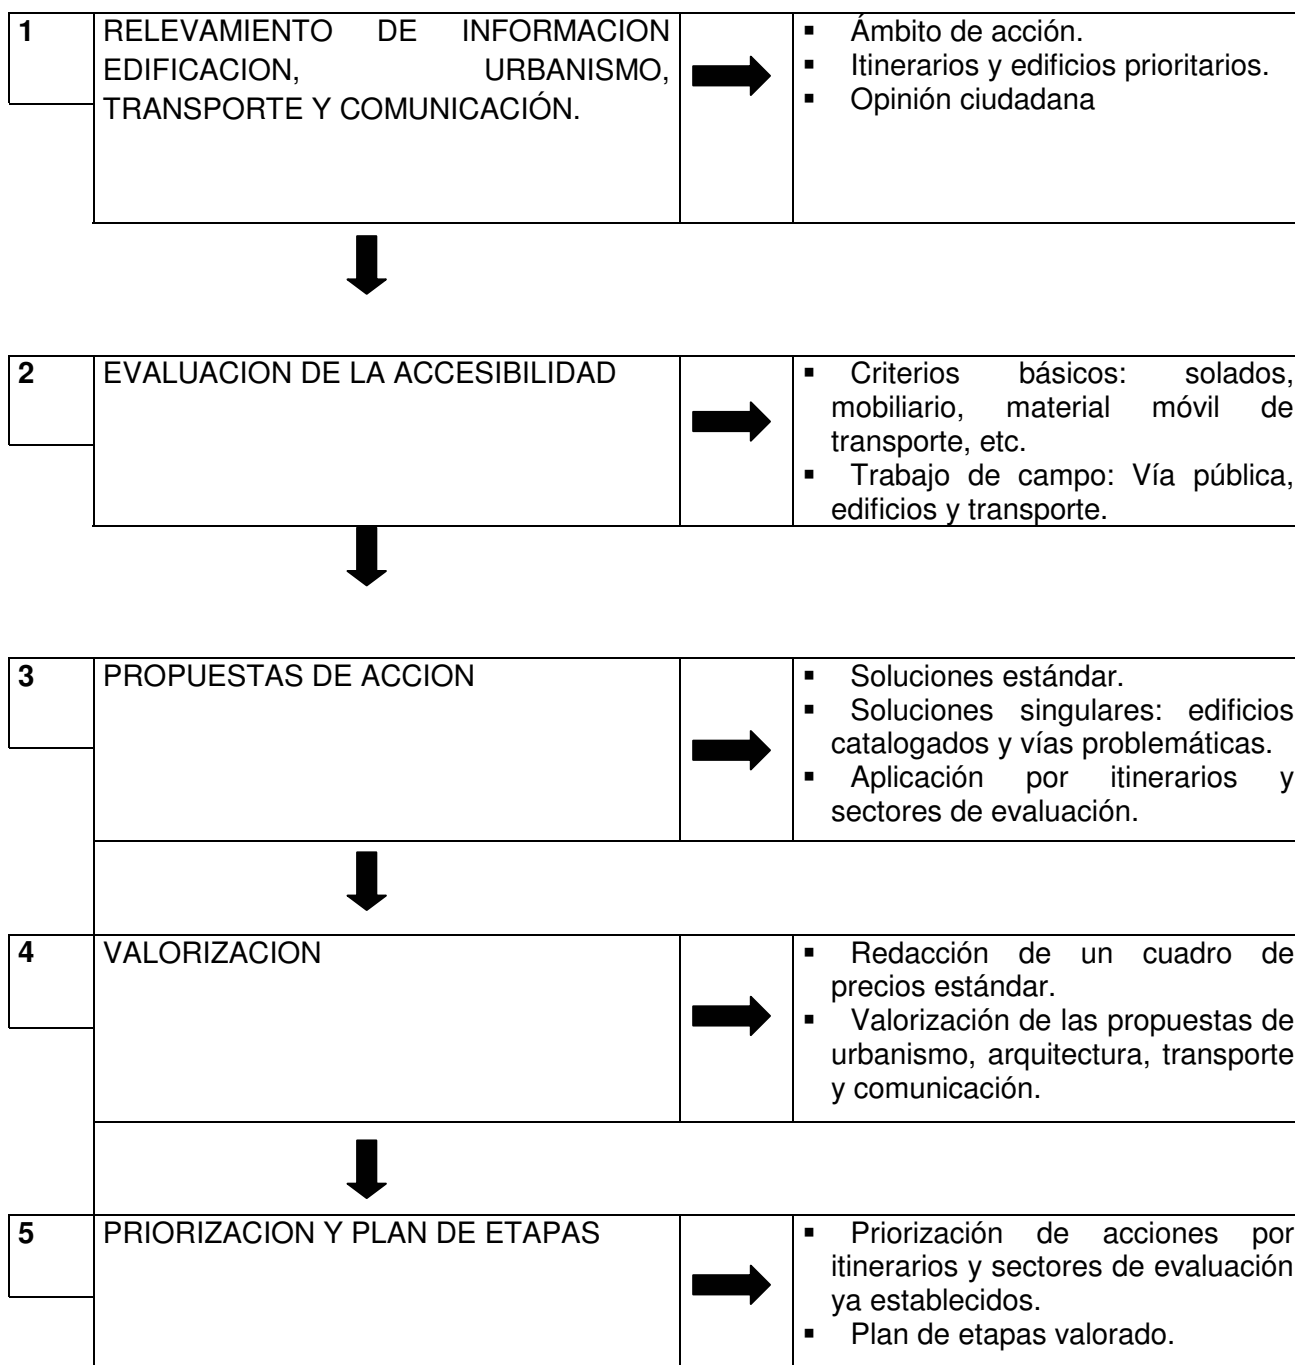 1
RELEVAMIENTO DE INFORMACION
EDIFICACION, URBANISMO,
TRANSPORTE Y COMUNICACIÓN.
▪ Ámbito de acción.
▪ Itinerarios y edificios prioritarios.
▪ Opinión ciudadana
2
EVALUACION DE LA ACCESIBILIDAD
▪ Criterios básicos: solados,
mobiliario, material móvil de
transporte, etc.
▪ Trabajo de campo: Vía pública,
edificios y transporte.
3
PROPUESTAS DE ACCION
▪ Soluciones estándar.
▪ Soluciones singulares: edificios
catalogados y vías problemáticas.
▪ Aplicación por itinerarios y
sectores de evaluación.
4
VALORIZACION
▪ Redacción de un cuadro de
precios estándar.
▪ Valorización de las propuestas de
urbanismo, arquitectura, transporte
y comunicación.
5
PRIORIZACION Y PLAN DE ETAPAS
▪ Priorización de acciones por
itinerarios y sectores de evaluación
ya establecidos.
▪ Plan de etapas valorado.